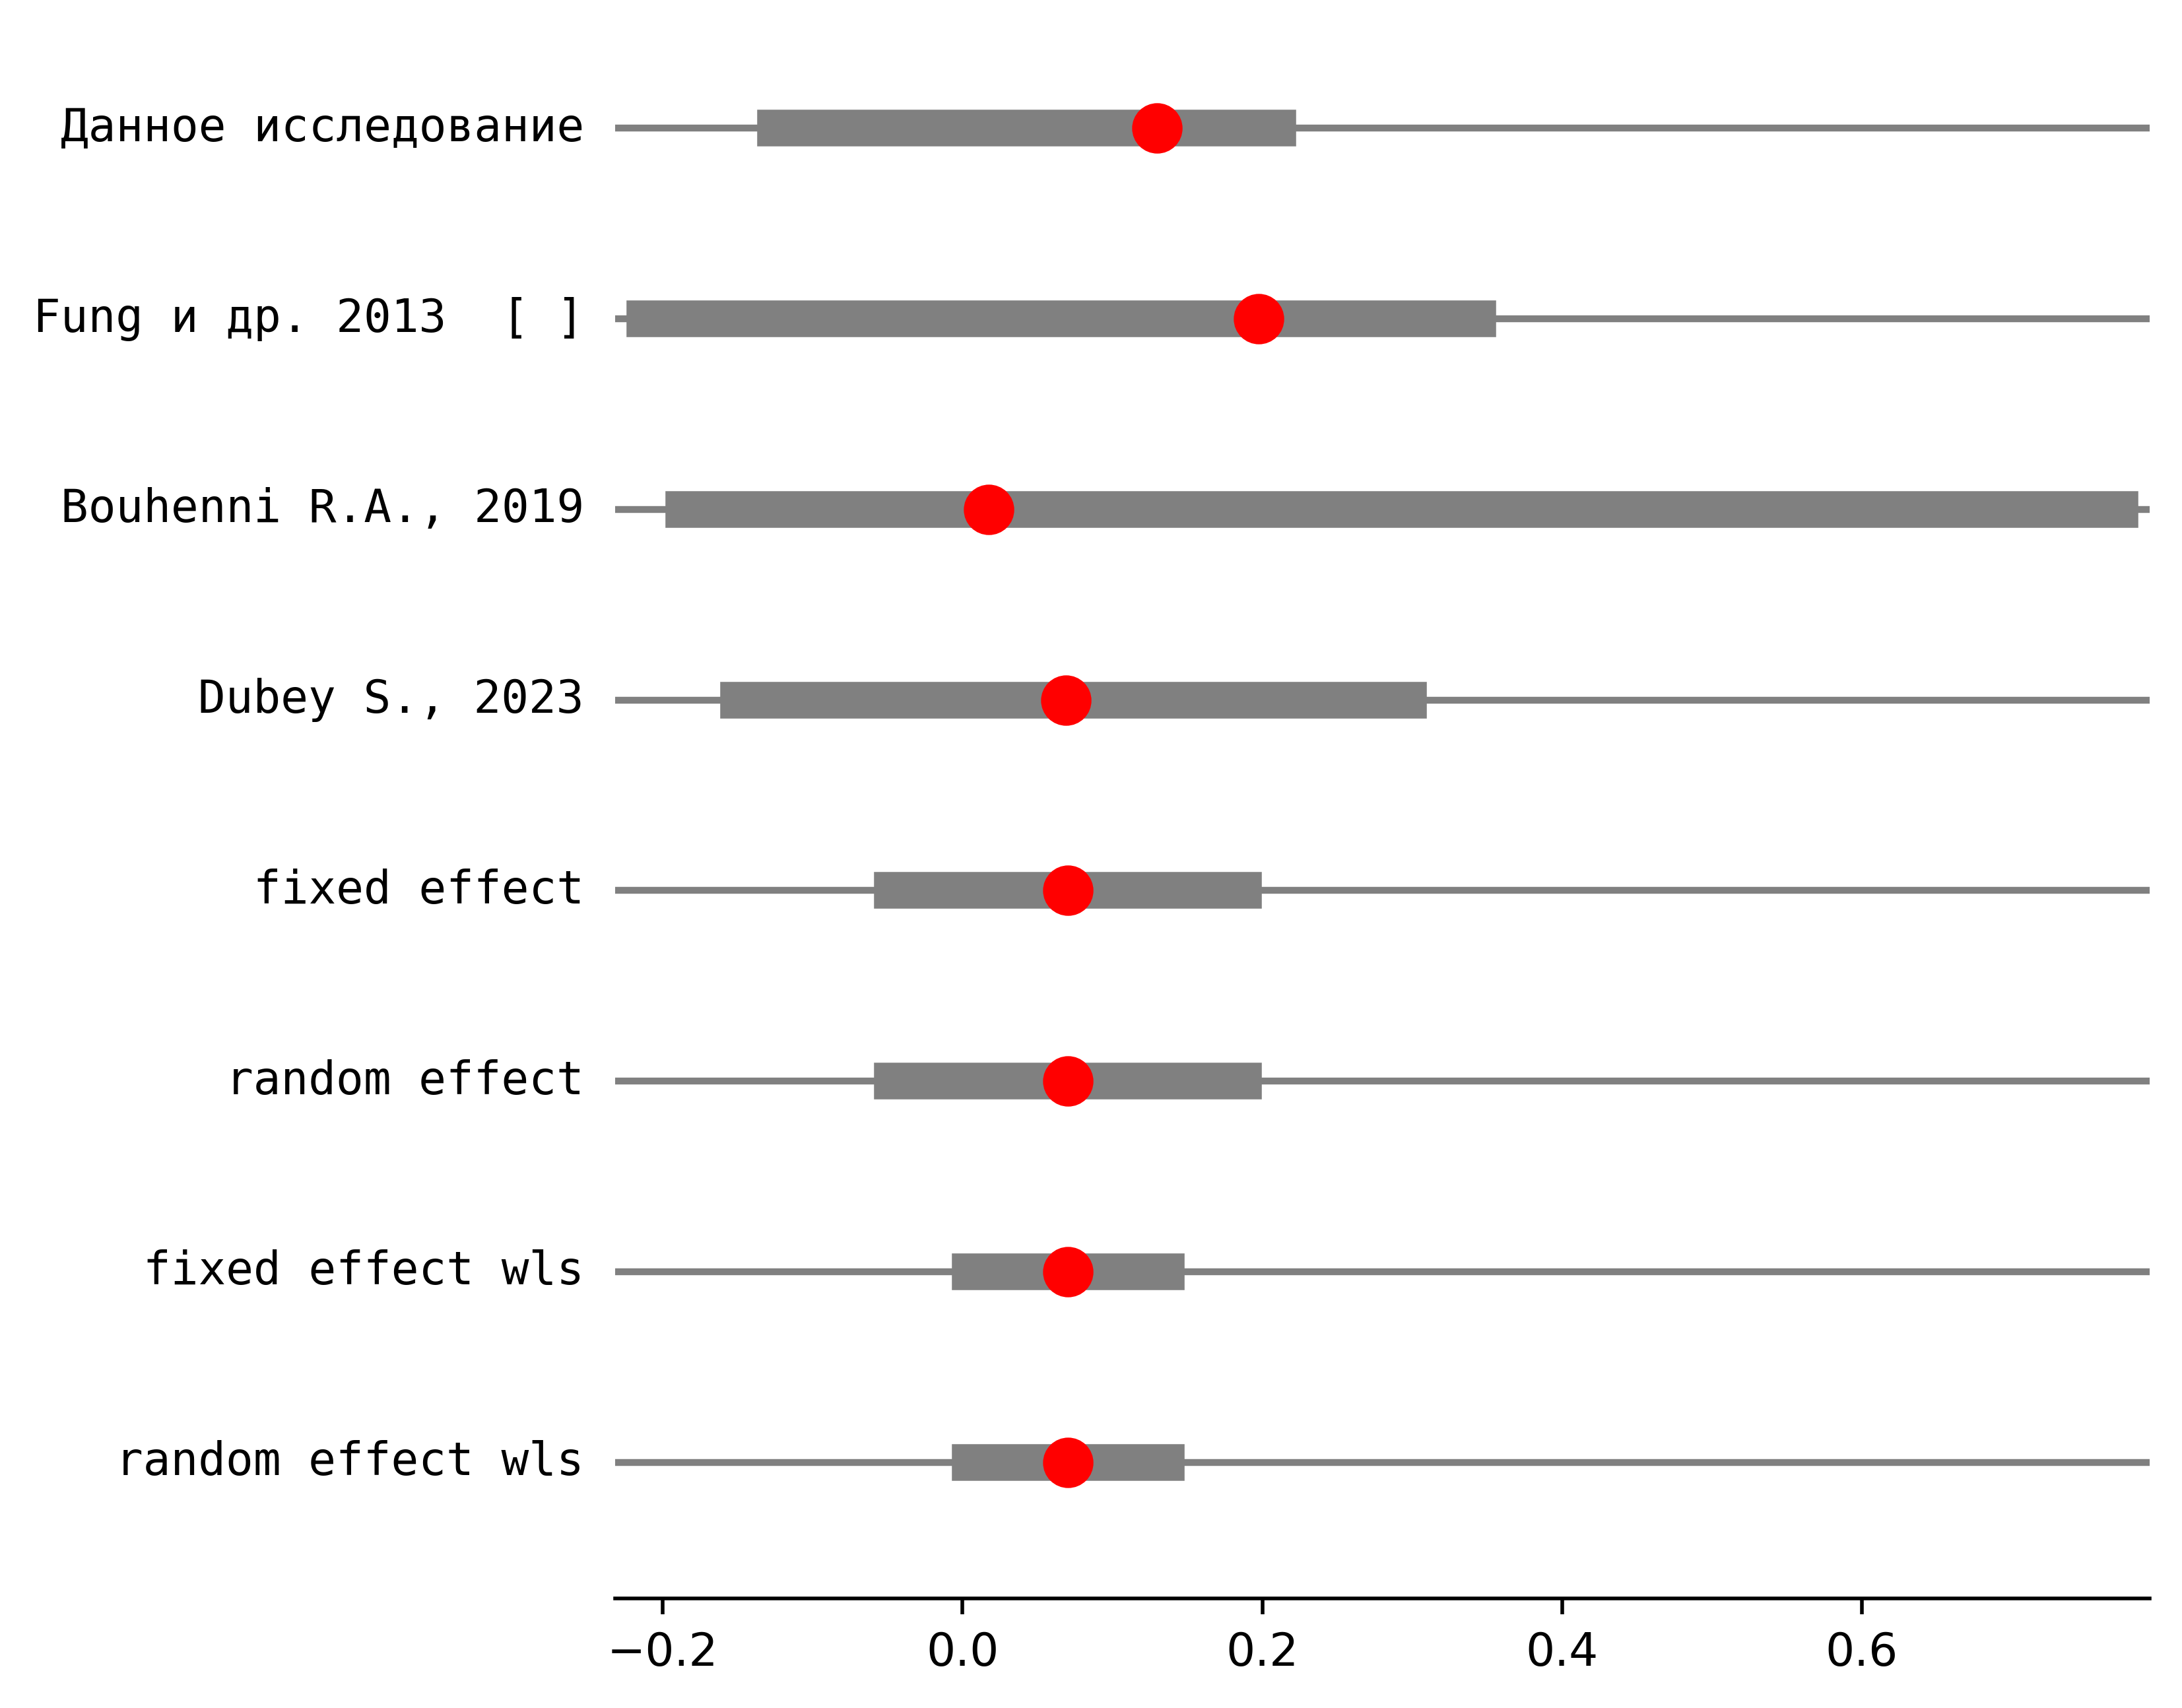 Данное исследование
Fung и др. 2013  [ ]
Bouhenni R.A., 2019
Dubey S., 2023
fixed effect
random effect
fixed effect wls
random effect wls
−0.2 0.0 0.2 0.4 0.6